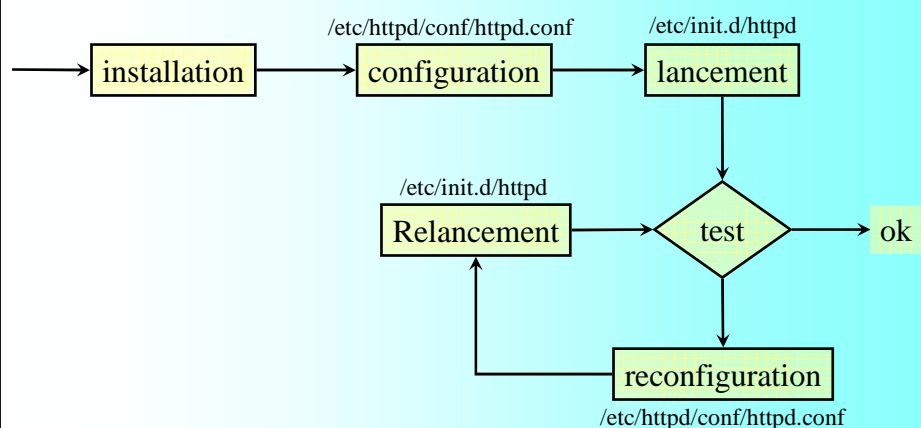 /etc/httpd/conf/httpd.conf
/etc/init.d/httpd
installation
configuration
lancement
/etc/init.d/httpd
Relancement
test
ok
reconfiguration
/etc/httpd/conf/httpd.conf